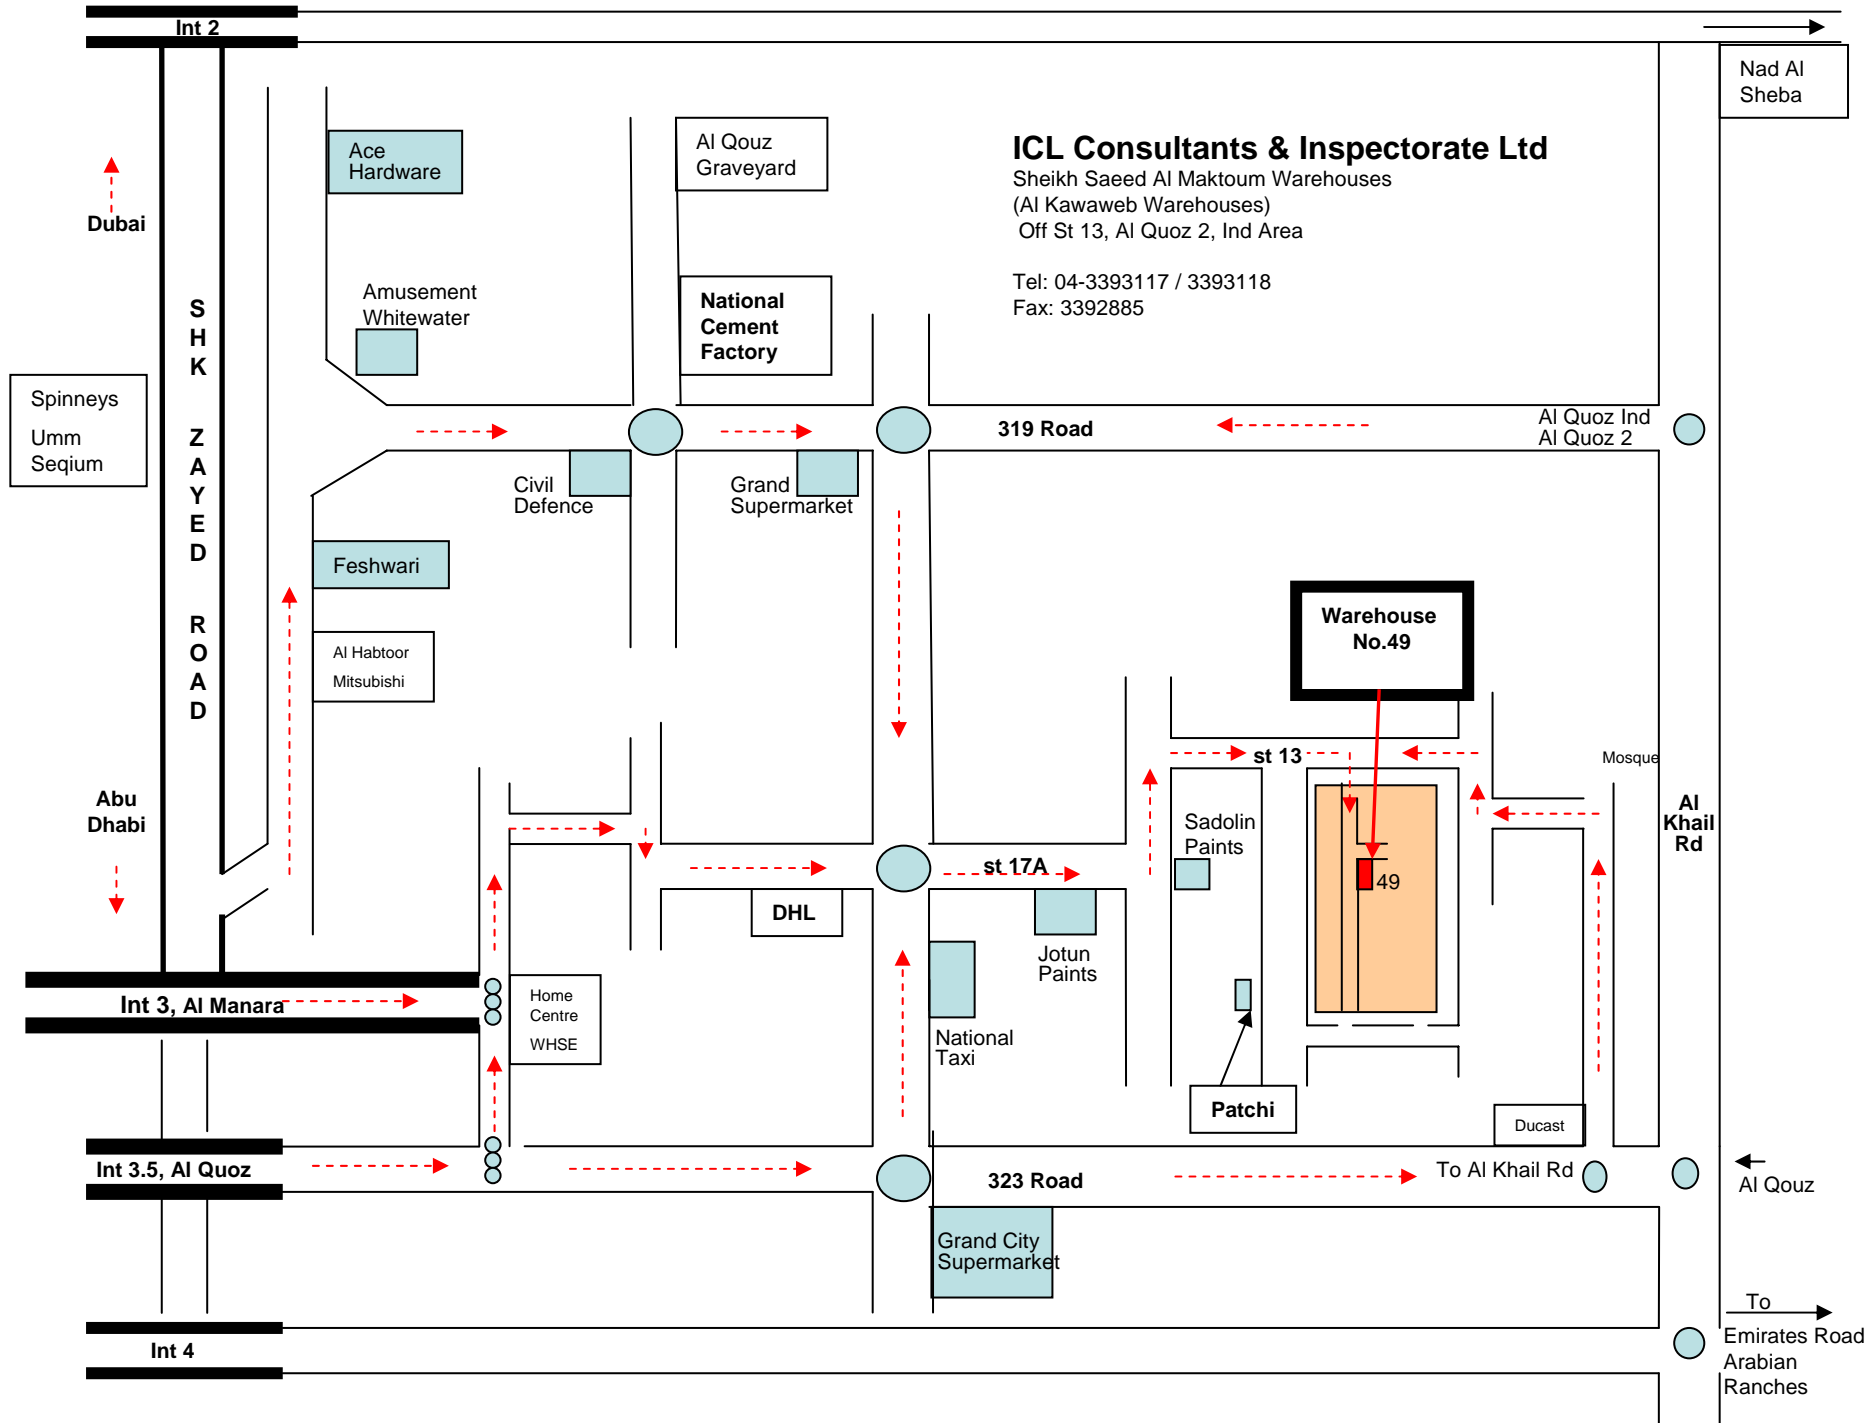 Int 2
Nad Al
Sheba
Ace
Hardware
Al Qouz
Graveyard
ICL Consultants & Inspectorate Ltd
Sheikh Saeed Al Maktoum Warehouses
(Al Kawaweb Warehouses)
Off St 13, Al Quoz 2, Ind Area
Tel: 04-3393117 / 3393118
Fax: 3392885
Dubai
Amusement
Whitewater
National
Cement
Factory
SHK ZAYED ROAD
Spinneys
Umm
Seqium
319 Road
Al Quoz Ind
Al Quoz 2
Civil
Defence
Grand
Supermarket
Feshwari
Al Habtoor
Mitsubishi
Warehouse
No.49
st 13
Mosque
Abu
Dhabi
Al
Khail
Rd
Sadolin
Paints
st 17A
49
DHL
Jotun
Paints
Int 3, Al Manara
Home
Centre
WHSE
National
Taxi
Patchi
Ducast
Int 3.5, Al Quoz
323 Road
To Al Khail Rd
Al Qouz
Grand City
Supermarket
Int 4
To
Emirates Road
Arabian
Ranches